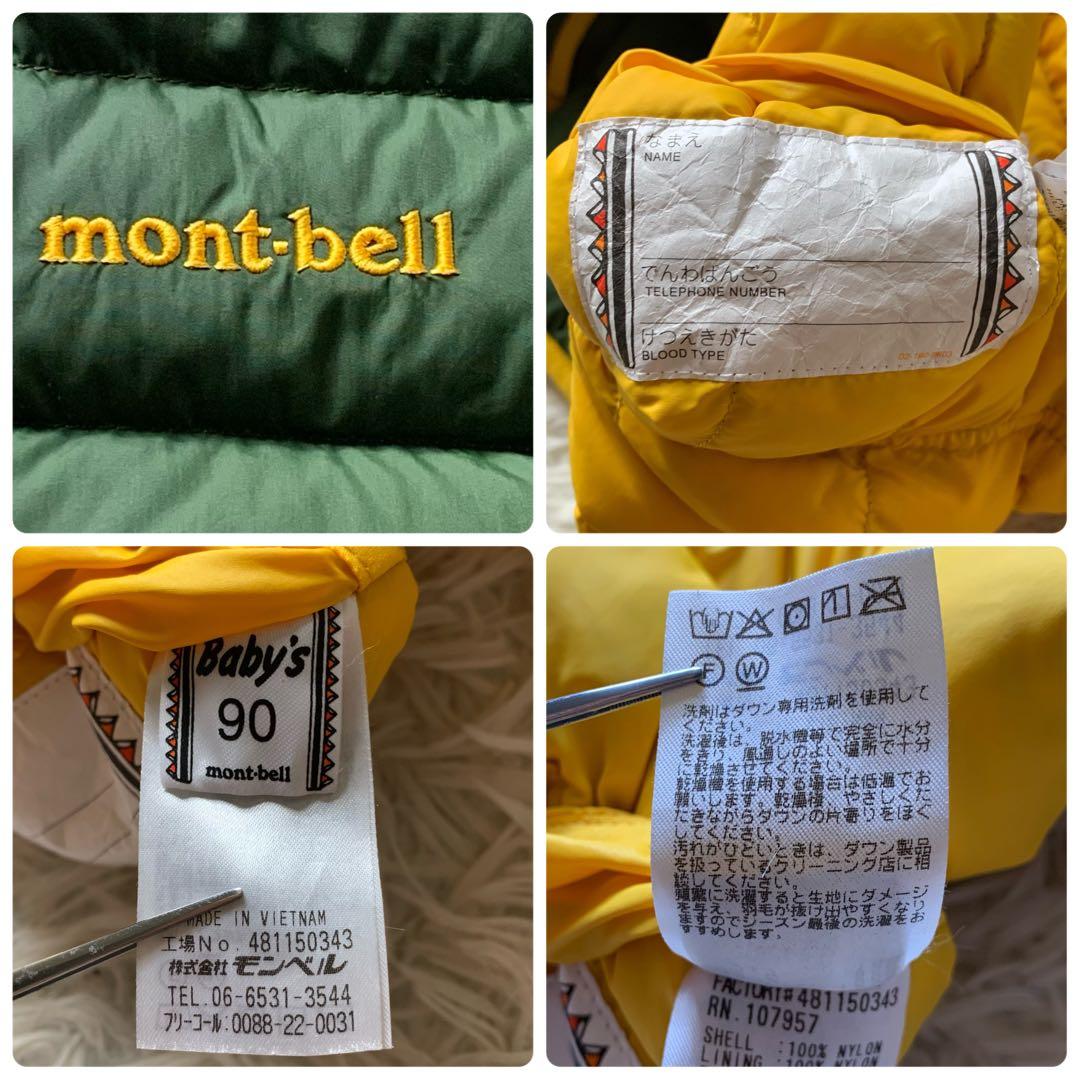 mont-bell
なまえ
NAME
でんわばんごう
TELEPHONE NUMBER
けつえきがた
BLOOD TYPE
Baby's
90
mont-bell
MADE IN VIETNAM
工場No. 481150343
株式会社 モンベル
TEL.06-6531-3544
フリーコール:0088-22-0031
F W
洗剤はダウン専用洗剤を使用して
ください。
洗濯後は、脱水機等で完全に水分
をきり、風通しのよい場所で十分
に乾燥させてください。
乾燥機を使用する場合は低温でお
願いします。乾燥後、やさしくた
たきながらダウンの片寄りをほぐ
してください。
汚れがひどいときは、ダウン製品
を扱っているクリーニング店に相
談してください。
頻繁に洗濯すると生地にダメージ
を与え、羽毛が抜け出やすくなり
ますのでシーズン最後の洗濯をお
すすめします。
FACTORY# 481150343
RN. 107957
SHELL :100% NYLON
LINING :100% NYLON